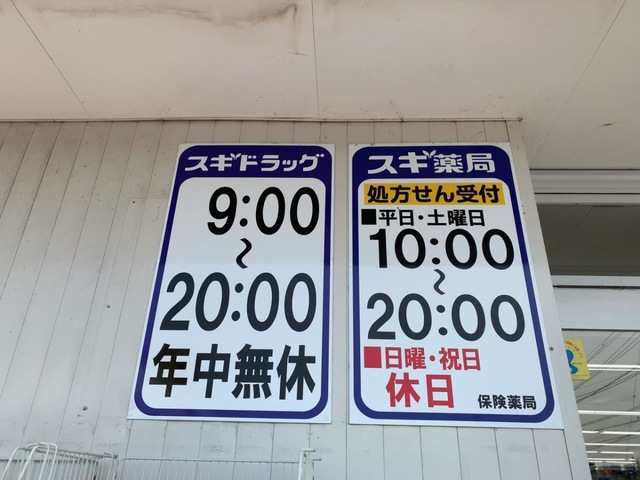 スギドラッグ
9:00
〜
20:00
年中無休
スギ薬局
処方せん受付
■平日・土曜日
10:00
〜
20:00
■日曜・祝日
休日
保険薬局